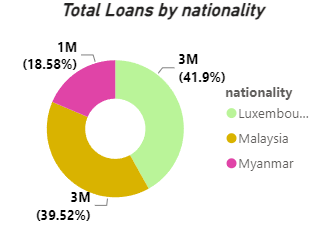 Total Loans by nationality
1M
(18.58%)
3M
(41.9%)
nationality
Luxembou...
Malaysia
Myanmar
3M
(39.52%)